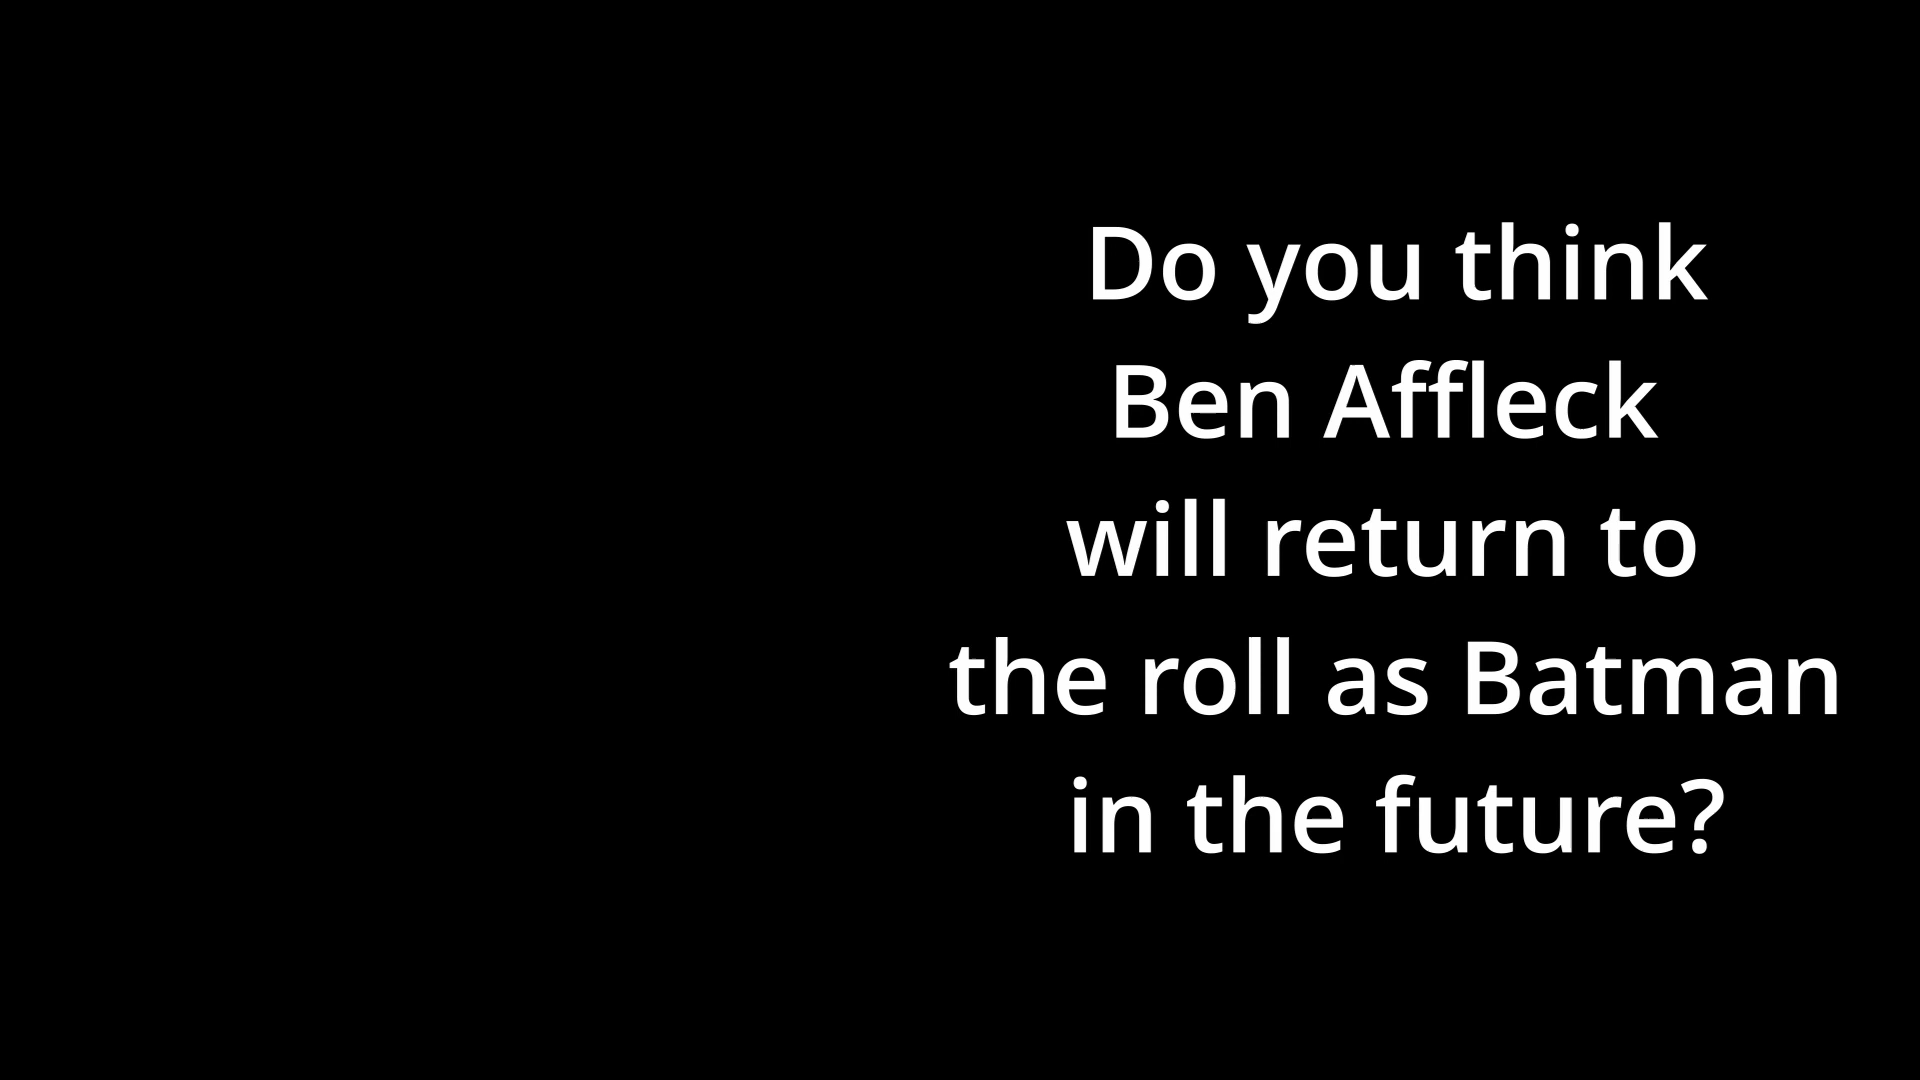 Do you think
Ben Affleck
will return to
the roll as Batman
in the future?